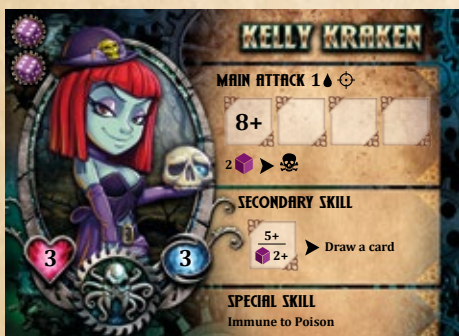 KELLY KRAKEN
MAIN ATTACK 1
8+
2
SECONDARY SKILL
5+
2+
Draw a card
3
3
SPECIAL SKILL
Immune to Poison